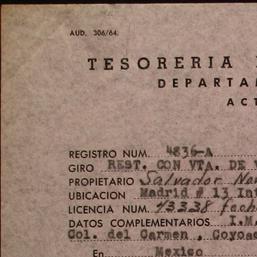 AUD. 306/64.
TESORERIA
DEPARTA
ACT
REGISTRO NUM. 4836-A
GIRO REST. CON VTA. DE
PROPIETARIO Salvador
UBICACION Madrid # 13 Int
LICENCIA NUM. 43338 fech
DATOS COMPLEMENTARIOS I.M.
Col. del Carmen , Coyoac
En Mexico